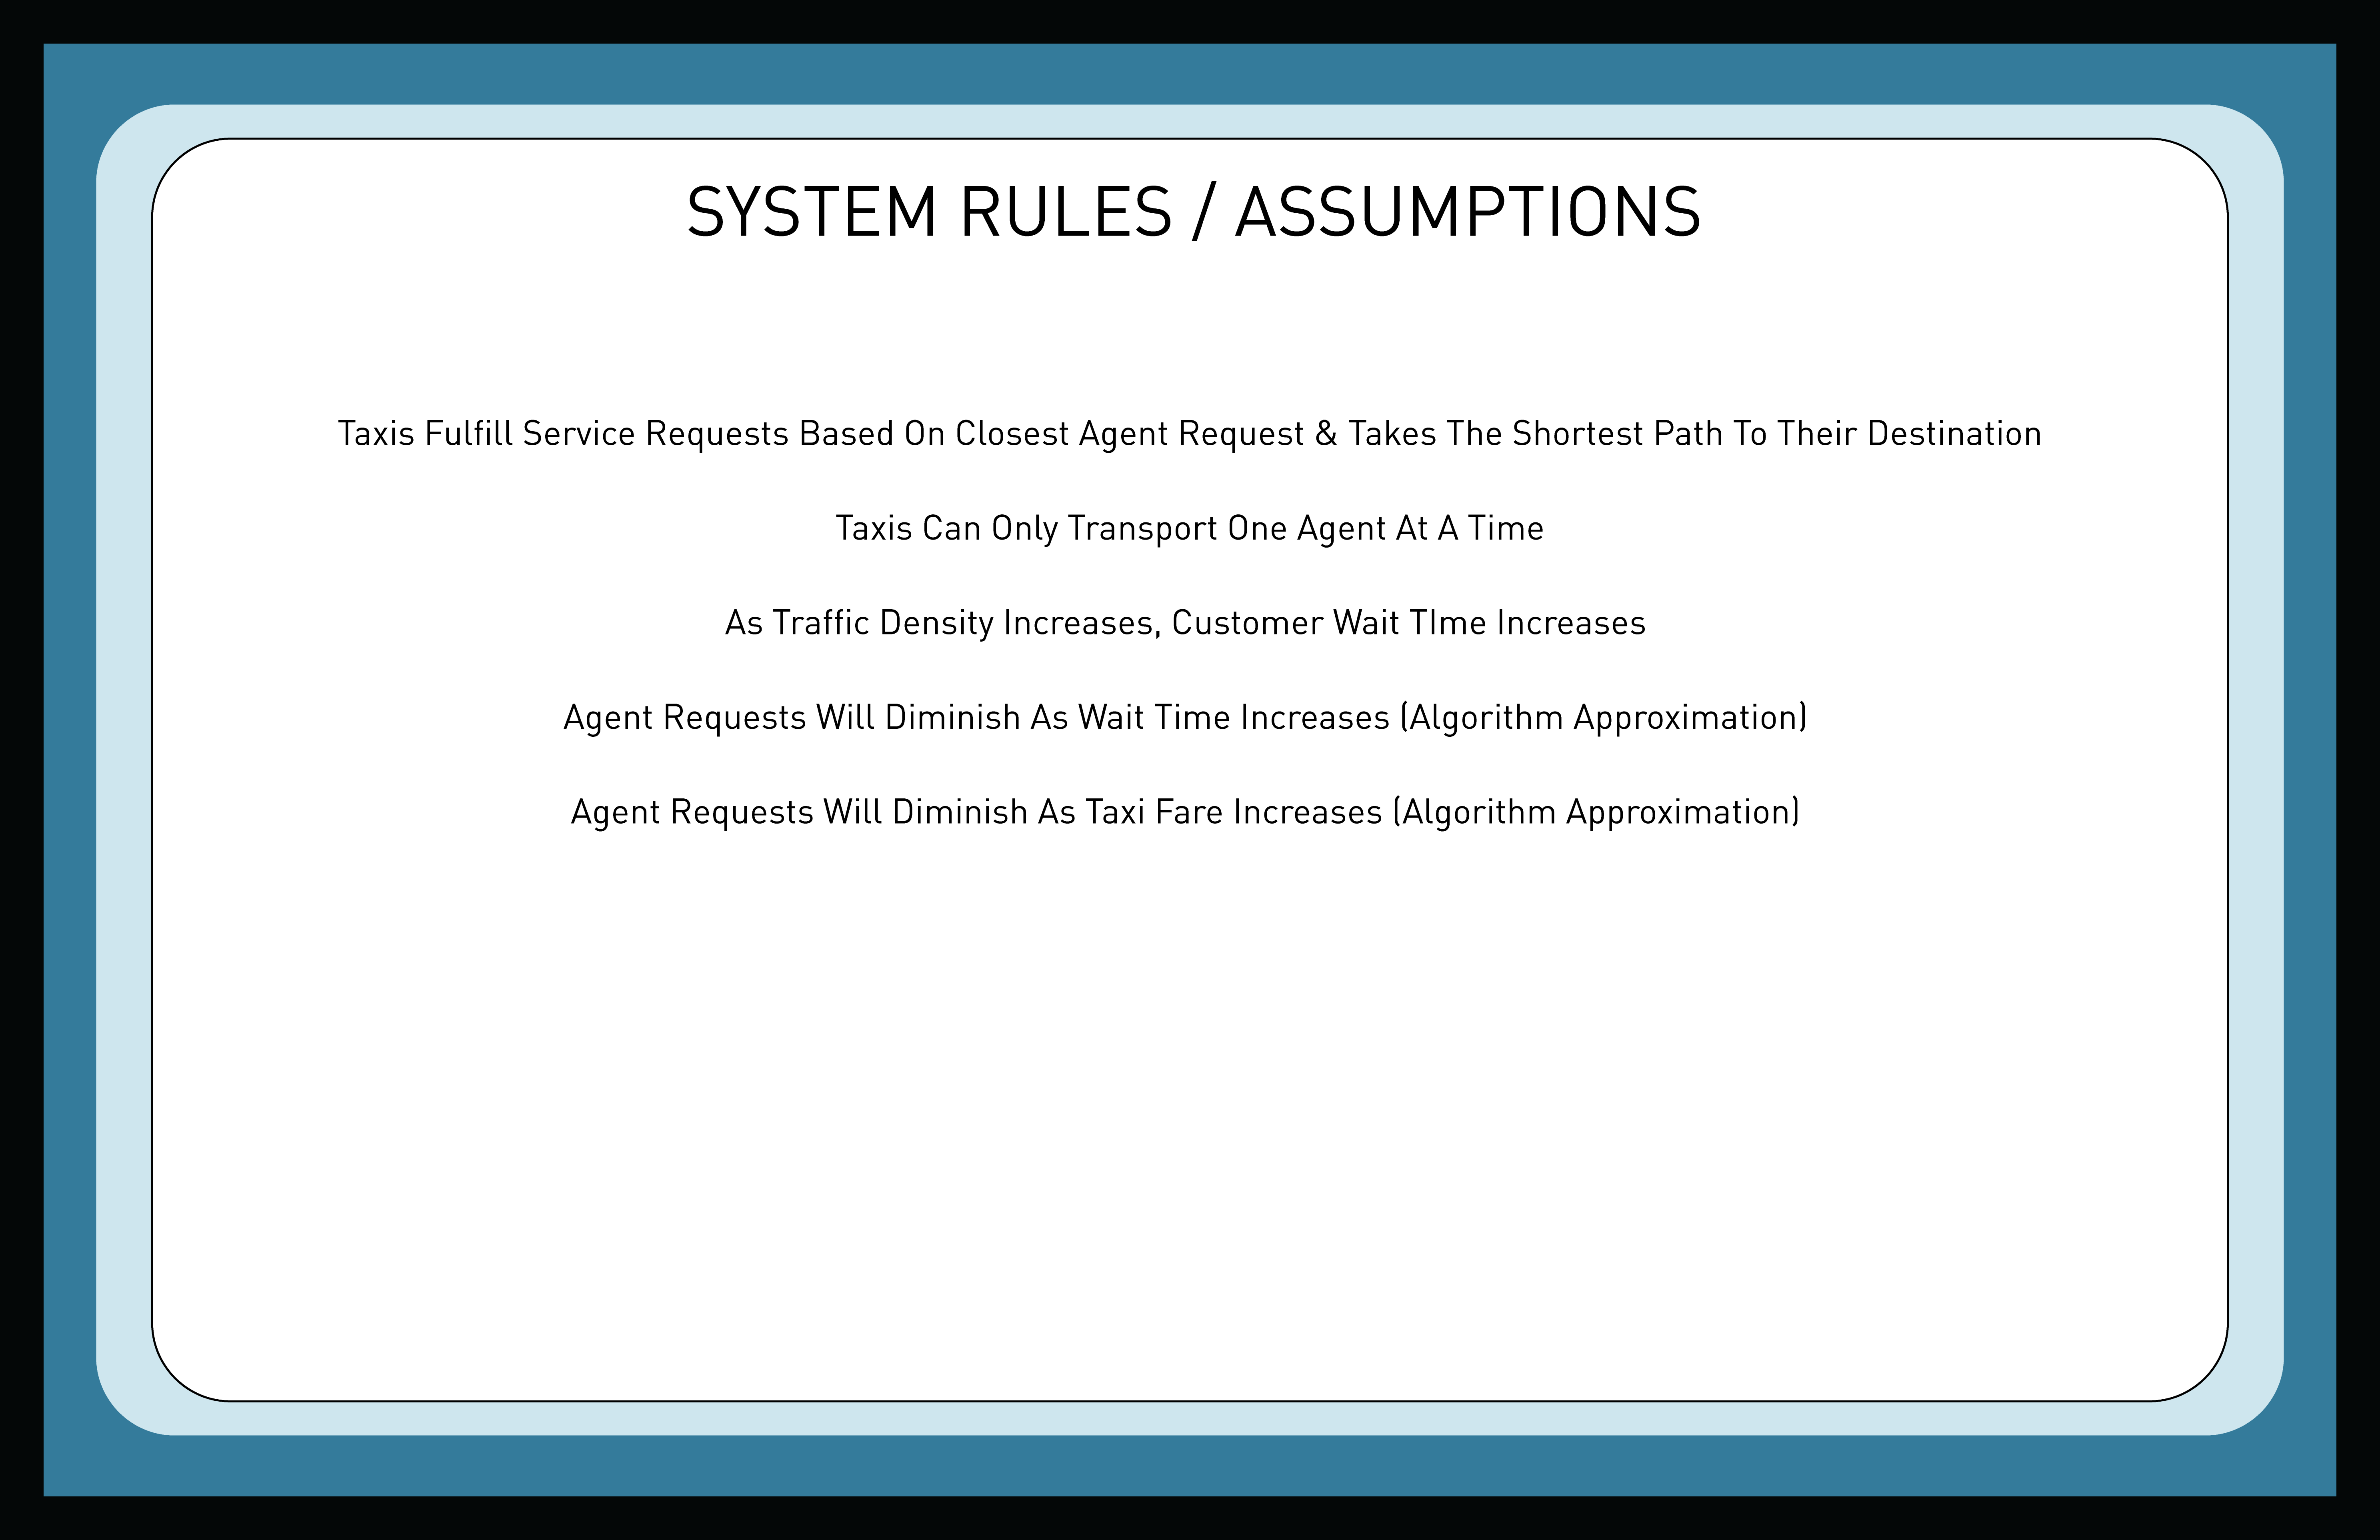 SYSTEM RULES / ASSUMPTIONS
Taxis Fulfill Service Requests Based On Closest Agent Request & Takes The Shortest Path To Their Destination
Taxis Can Only Transport One Agent At A Time
As Traffic Density Increases, Customer Wait TIme Increases
Agent Requests Will Diminish As Wait Time Increases (Algorithm Approximation)
Agent Requests Will Diminish As Taxi Fare Increases (Algorithm Approximation)